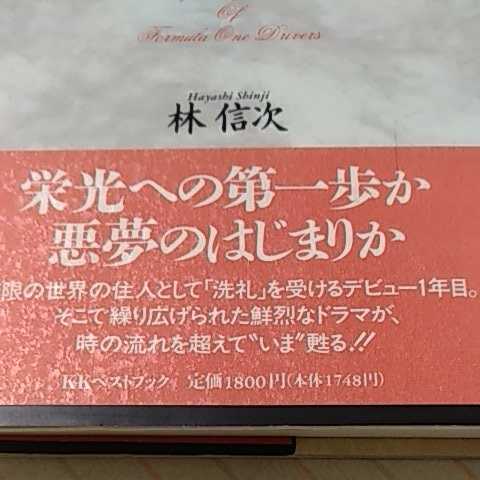 Of
Formula One Drivers
Hayashi Shinji
林 信次
栄光への第一歩か
悪夢のはじまりか
限の世界の住人として「洗礼」を受けるデビュー1年目。
そこで繰り広げられた鮮烈なドラマが、
時の流れを超えて“いま”甦る!!
KKベストブック 定価1800円(本体1748円)